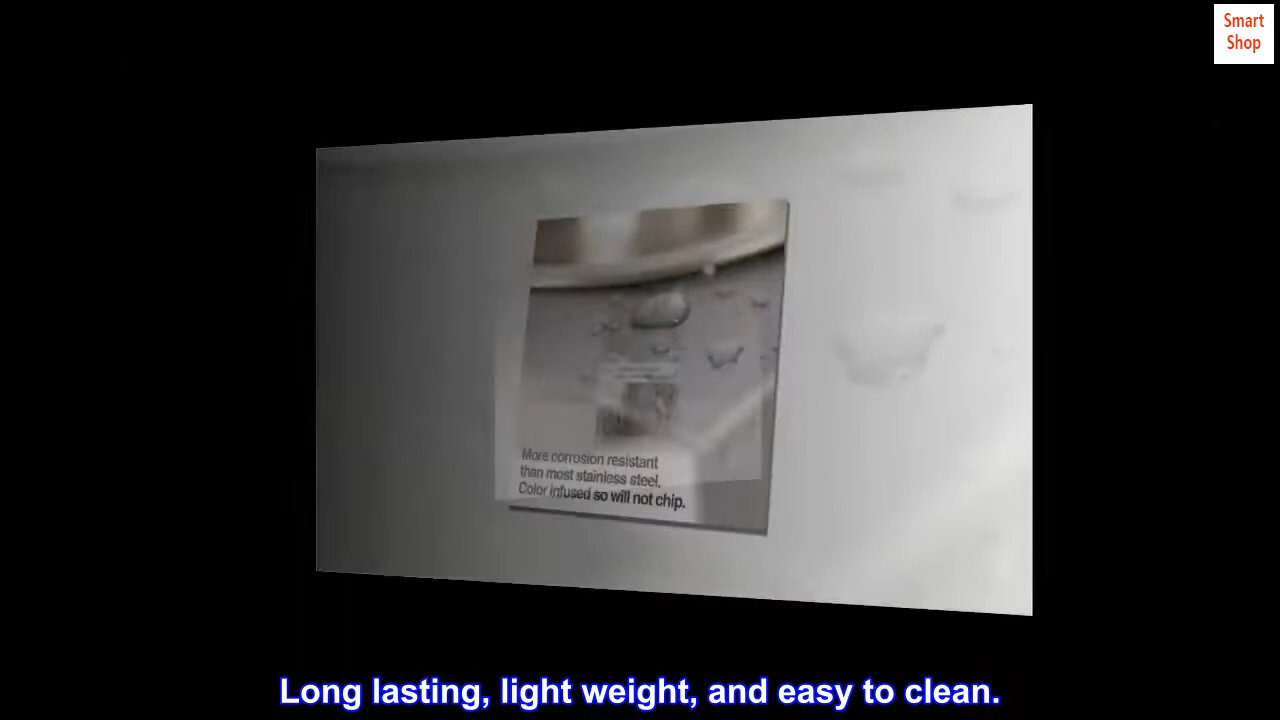 Smart
Shop
More corrosion resistant
than most stainless steel.
Color infused so will not chip.
Long lasting, light weight, and easy to clean.